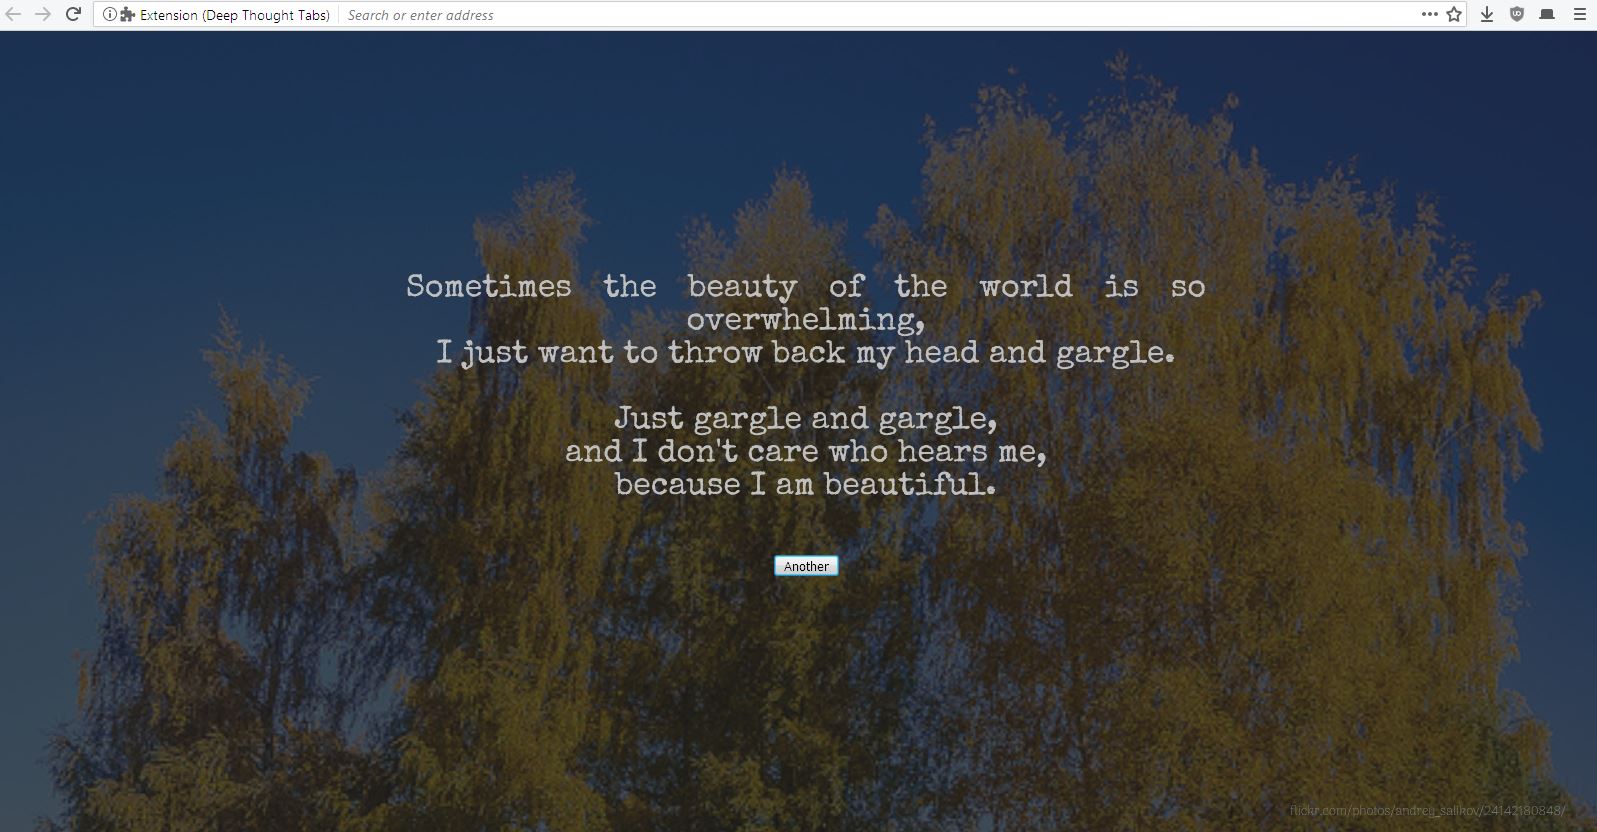 Extension (Deep Thought Tabs) Search or enter address
Sometimes the beauty of the world is so
overwhelming,
I just want to throw back my head and gargle.
Just gargle and gargle,
and I don't care who hears me,
because I am beautiful.
Another
flickr.com/photos/andrey_salikov/24142180848/